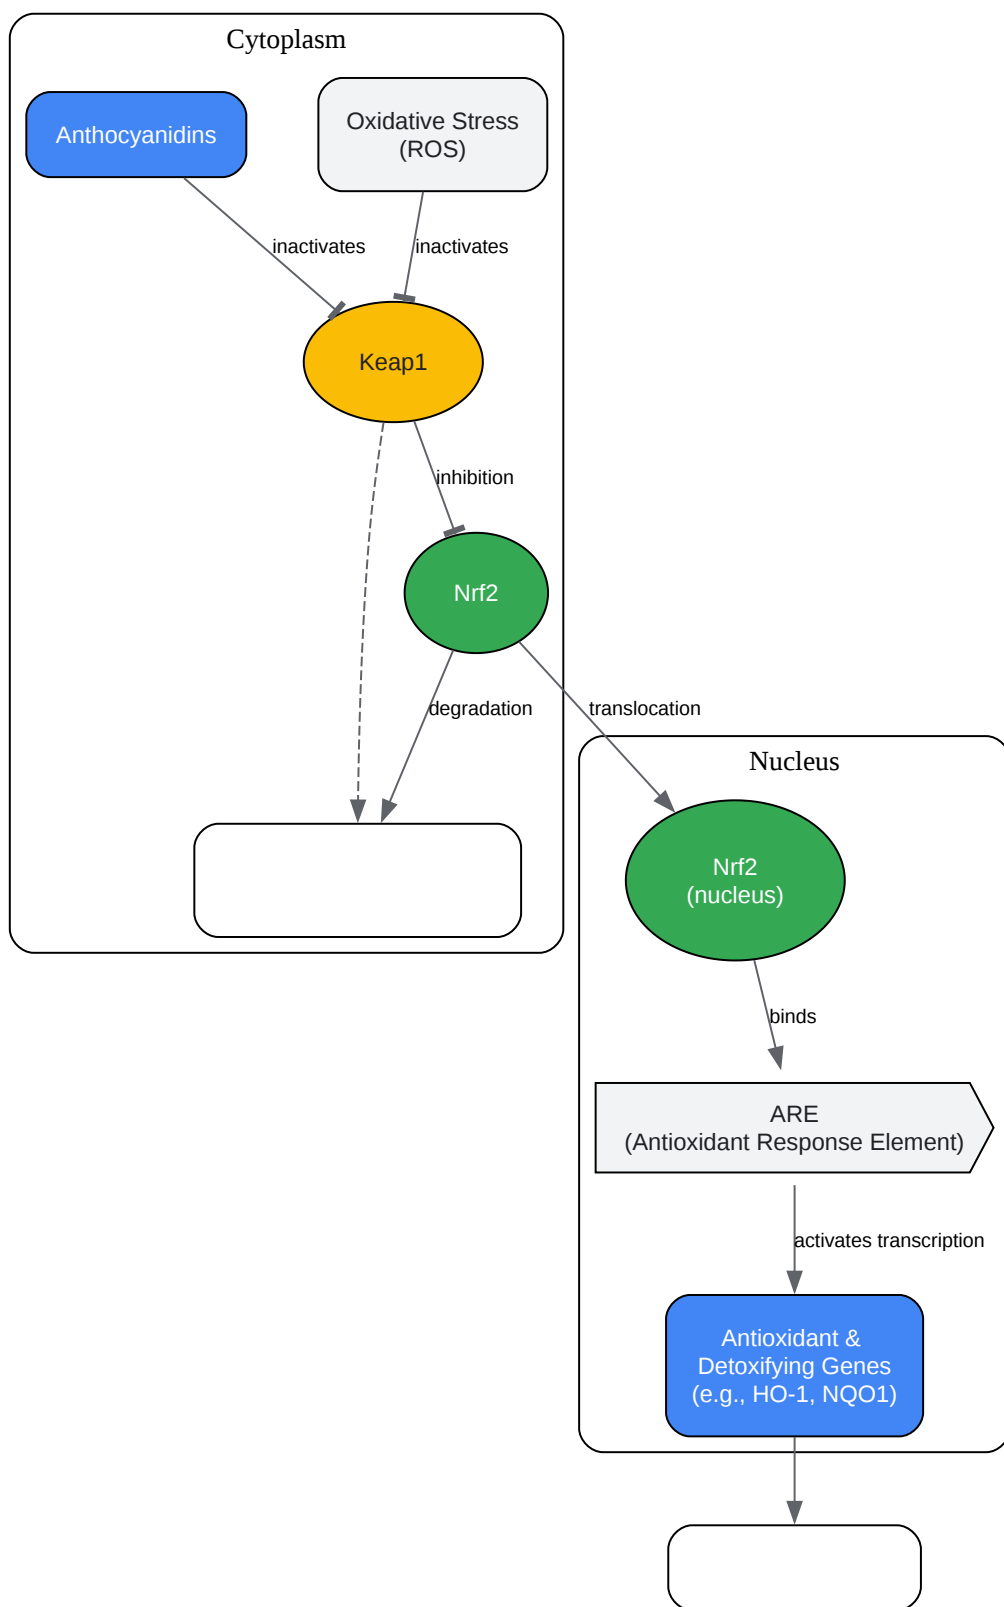 Cytoplasm
Anthocyanidins
Oxidative Stress
(ROS)
inactivates
inactivates
Keap1
inhibition
Nrf2
degradation
translocation
Nucleus
Nrf2
(nucleus)
binds
ARE
(Antioxidant Response Element)
activates transcription
Antioxidant &
Detoxifying Genes
(e.g., HO-1, NQO1)